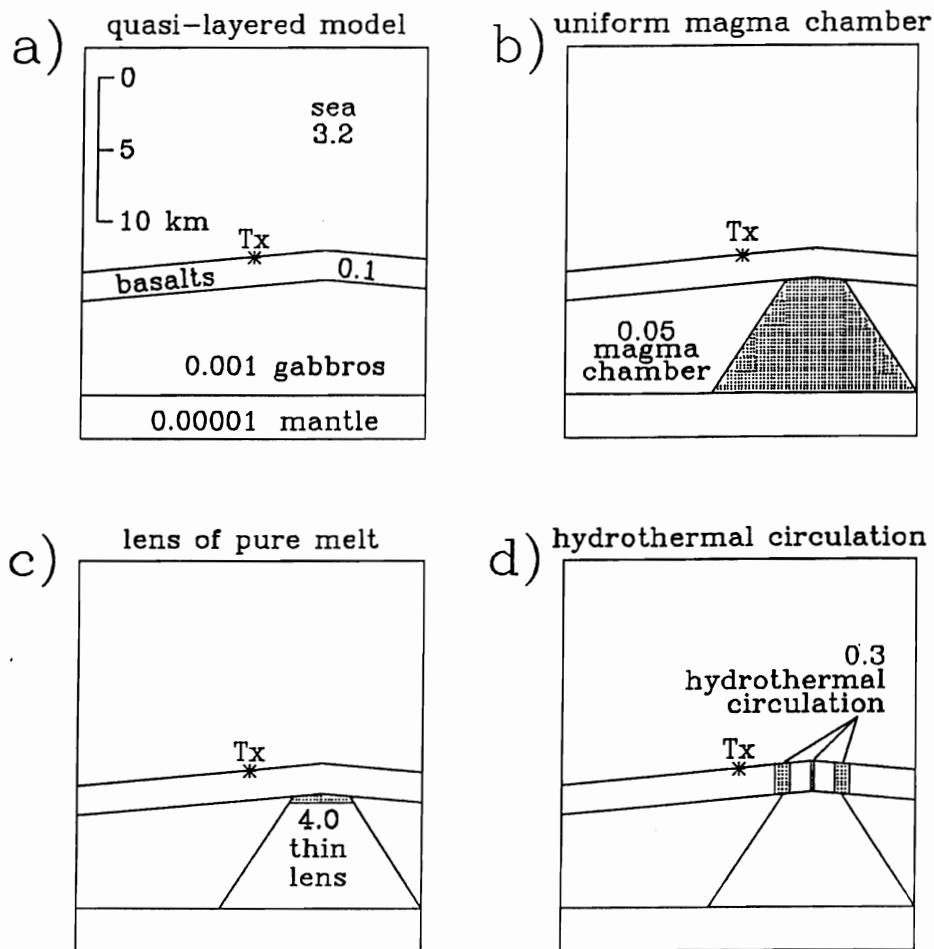 a)
quasi-layered model
0
5
10 km
sea
3.2
Tx
basalts
0.1
0.001 gabbros
0.00001 mantle
b)
uniform magma chamber
Tx
0.05
magma
chamber
c)
lens of pure melt
Tx
4.0
thin
lens
d)
hydrothermal circulation
0.3
hydrothermal
circulation
Tx